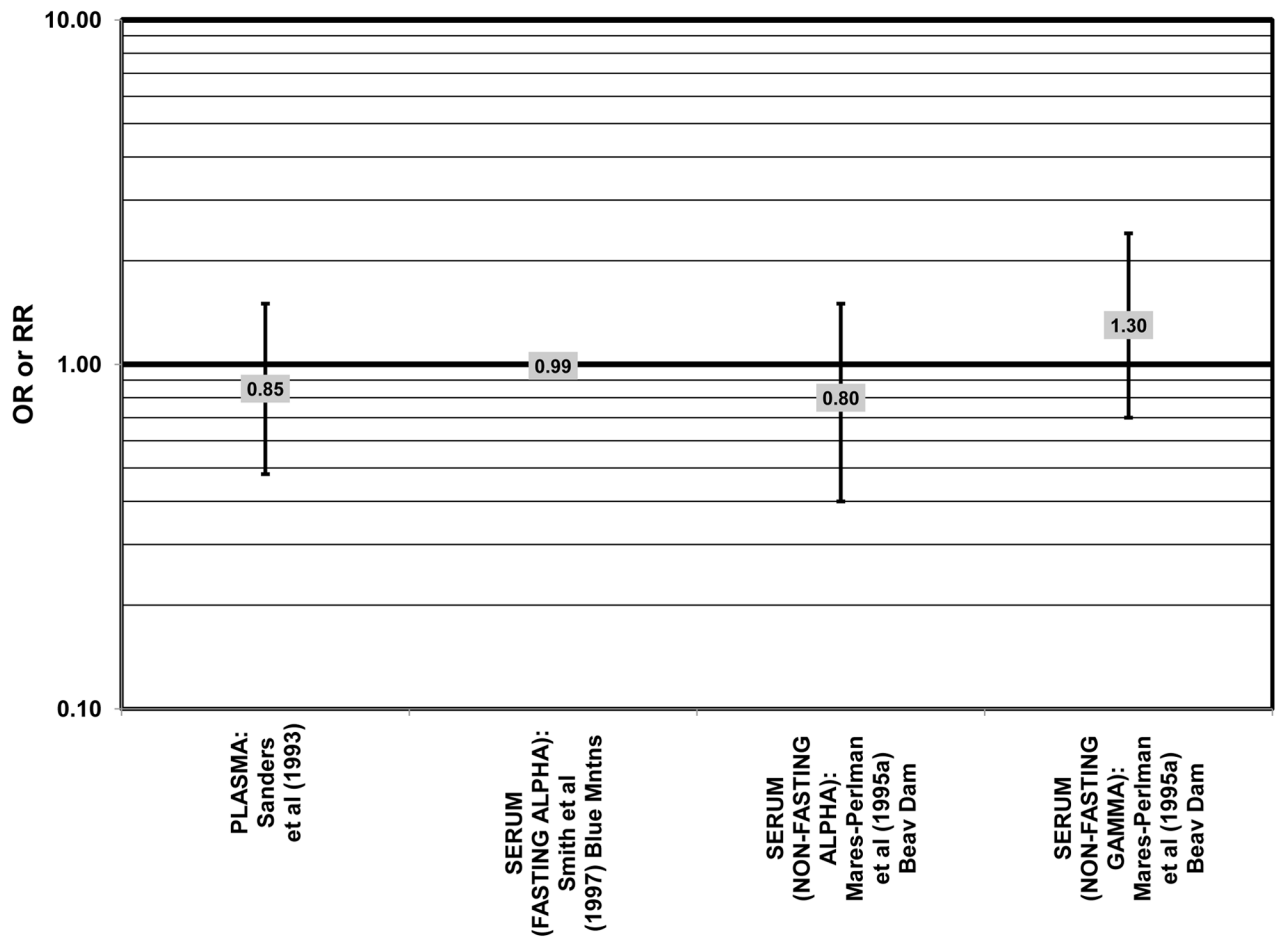 10.00
1.00
0.10
OR or RR
0.85
0.99
0.80
1.30
PLASMA:
Sanders
et al (1993)
SERUM
(FASTING ALPHA):
Smith et al
(1997) Blue Mntns
SERUM
(NON-FASTING
ALPHA):
Mares-Perlman
et al (1995a)
Beav Dam
SERUM
(NON-FASTING
GAMMA):
Mares-Perlman
et al (1995a)
Beav Dam